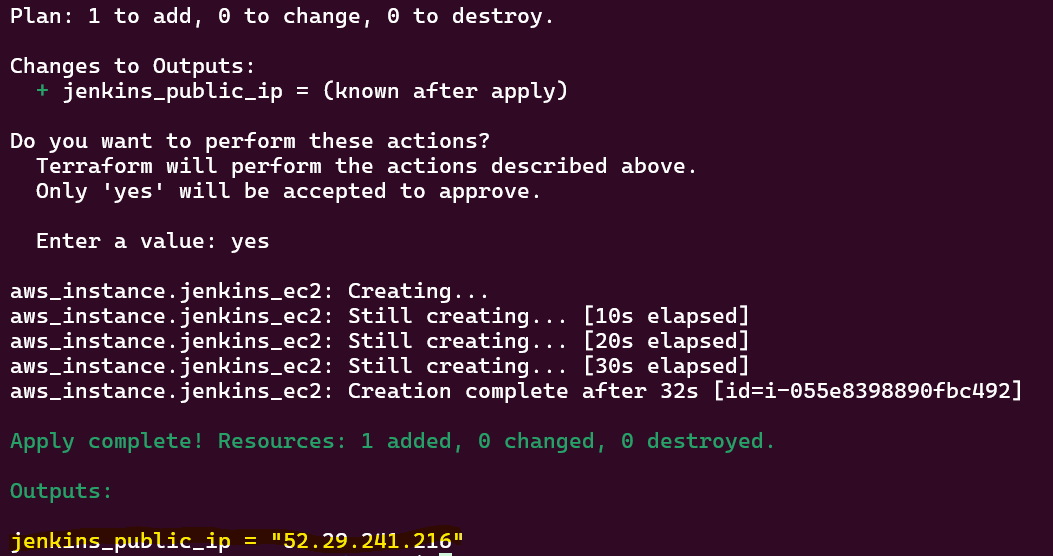 Plan: 1 to add, 0 to change, 0 to destroy.
Changes to Outputs:
+ jenkins_public_ip = (known after apply)
Do you want to perform these actions?
Terraform will perform the actions described above.
Only 'yes' will be accepted to approve.
Enter a value: yes
aws_instance.jenkins_ec2: Creating...
aws_instance.jenkins_ec2: Still creating... [10s elapsed]
aws_instance.jenkins_ec2: Still creating... [20s elapsed]
aws_instance.jenkins_ec2: Still creating... [30s elapsed]
aws_instance.jenkins_ec2: Creation complete after 32s [id=i-055e8398890fbc492]
Apply complete! Resources: 1 added, 0 changed, 0 destroyed.
Outputs:
jenkins_public_ip = "52.29.241.216"